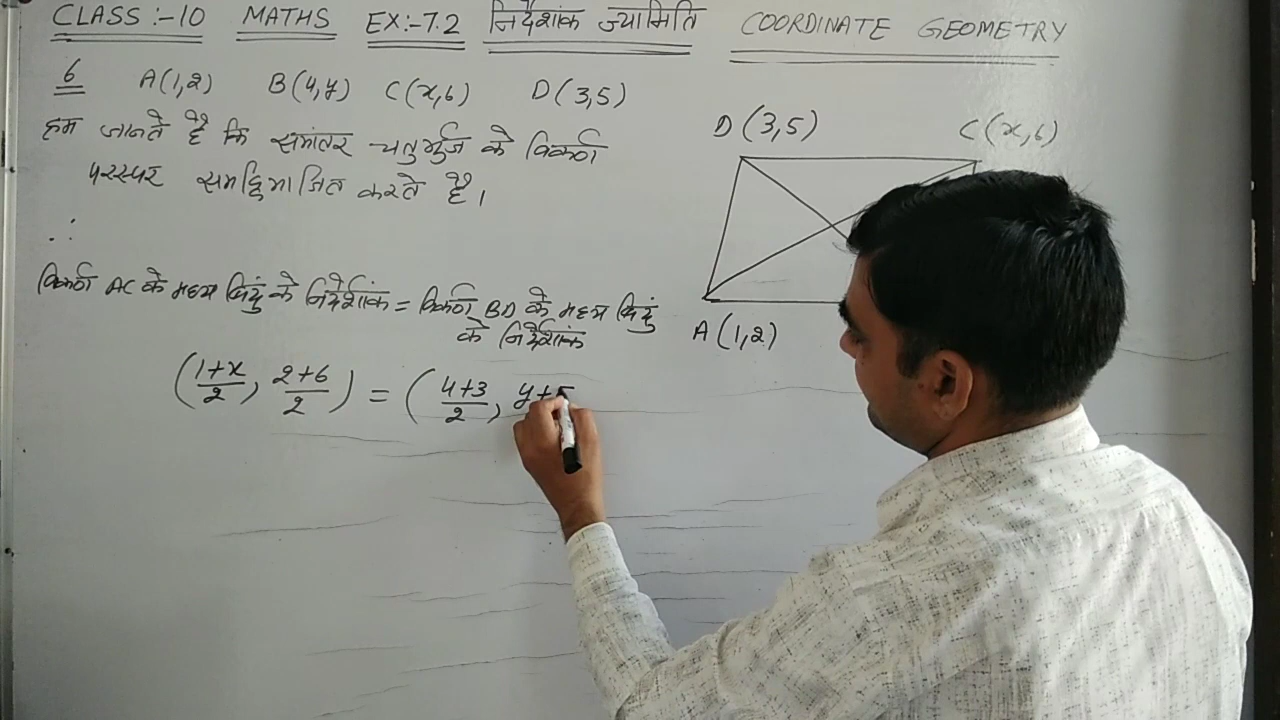 CLASS :-10 MATHS EX:-7.2 निर्देशांक ज्यामिति COORDINATE GEOMETRY
6 A(1,2) B(4,y) C(x,6) D(3,5)
हम जानते हैं कि समांतर चतुर्भुज के विकर्ण
परस्पर समद्विभाजित करते हैं।
∴
विकर्ण AC के मध्य बिंदु के निर्देशांक = विकर्ण BD के मध्य बिंदु
के निर्देशांक
(1+x/2, 2+6/2) = (4+3/2, y+5
D(3,5) C(x,6)
A(1,2)